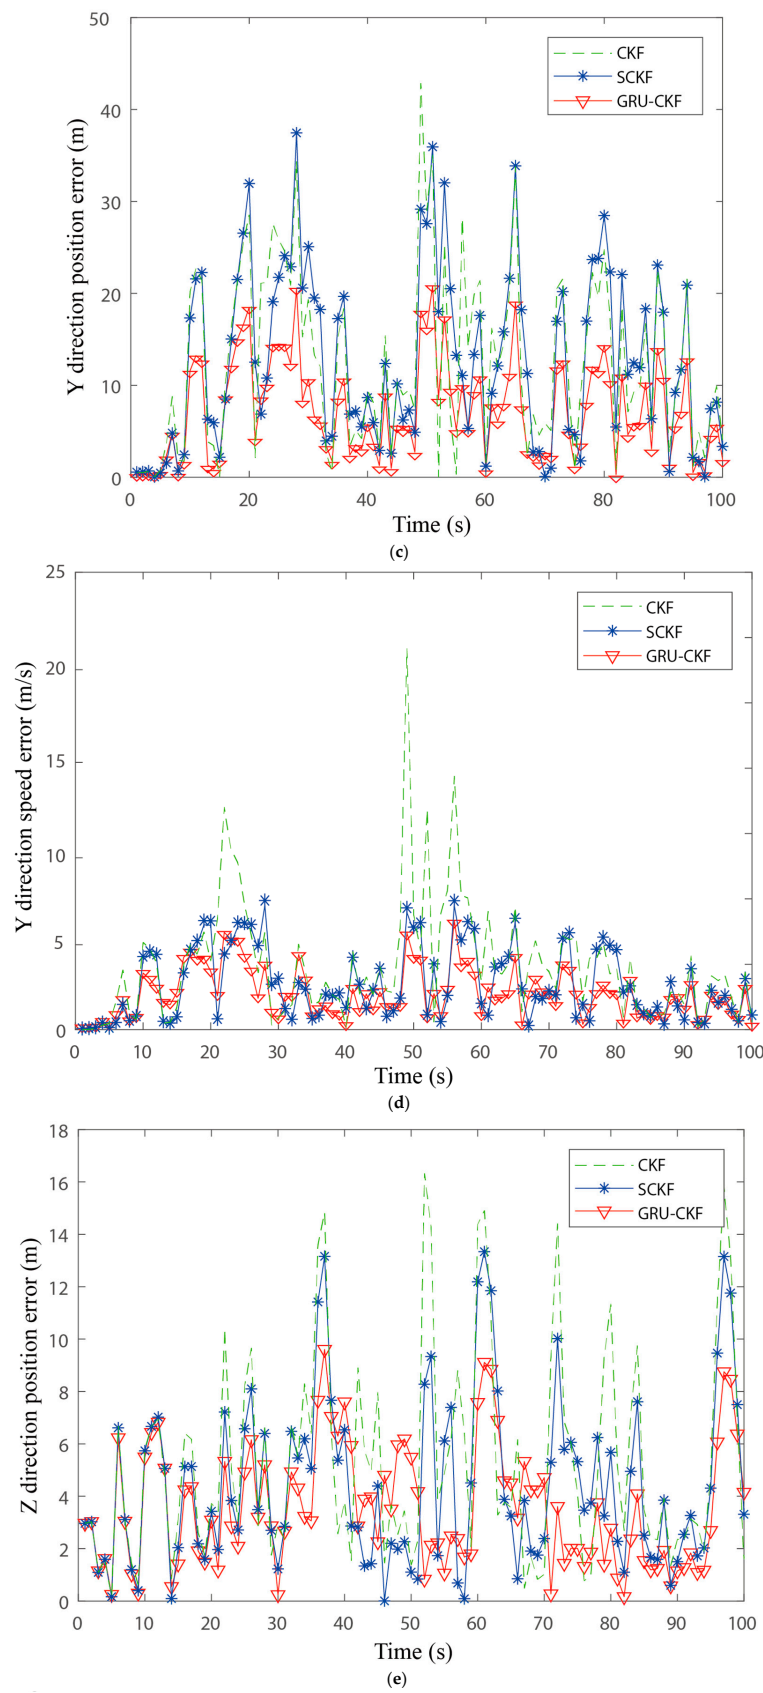 50
40
30
20
10
0
Y direction position error (m)
CKF
SCKF
GRU-CKF
0 20 40 60 80 100
Time (s)
(c)
25
20
15
10
5
0
Y direction speed error (m/s)
CKF
SCKF
GRU-CKF
0 10 20 30 40 50 60 70 80 90 100
Time (s)
(d)
18
16
14
12
10
8
6
4
2
0
Z direction position error (m)
CKF
SCKF
GRU-CKF
0 10 20 30 40 50 60 70 80 90 100
Time (s)
(e)